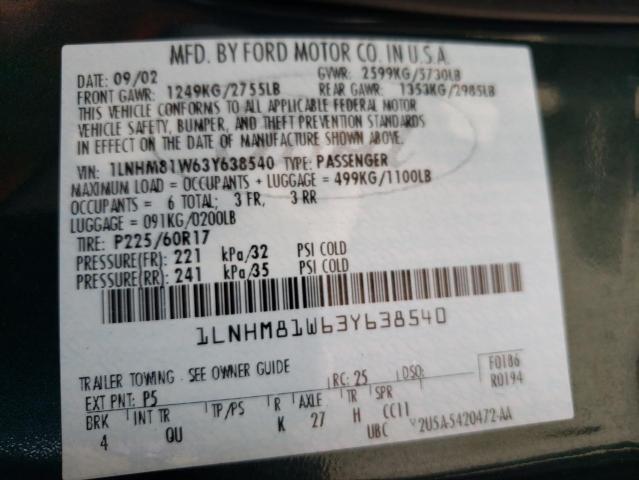 MFD. BY FORD MOTOR CO. IN U.S.A.
DATE: 09/02 GVWR: 2599KG/5730LB
FRONT GAWR: 1249KG/2755LB REAR GAWR: 1353KG/2985LB
THIS VEHICLE CONFORMS TO ALL APPLICABLE FEDERAL MOTOR
VEHICLE SAFETY, BUMPER, AND THEFT PREVENTION STANDARDS
IN EFFECT ON THE DATE OF MANUFACTURE SHOWN ABOVE.
VIN: 1LNHM81W63Y638540 TYPE: PASSENGER
MAXIMUM LOAD = OCCUPANTS + LUGGAGE = 499KG/1100LB
OCCUPANTS = 6 TOTAL; 3 FR, 3 RR
LUGGAGE = 091KG/0200LB
TIRE: P225/60R17
PRESSURE(FR): 221 kPa/32 PSI COLD
PRESSURE(RR): 241 kPa/35 PSI COLD
1LNHM81W63Y638540
TRAILER TOWING - SEE OWNER GUIDE
EXT PNT: P5 RC: 25 DSO: F0186
R0194
BRK INT TR TP/PS R AXLE TR SPR
4 QU K 27 H CC11
UBC V2U5A-5420472-AA